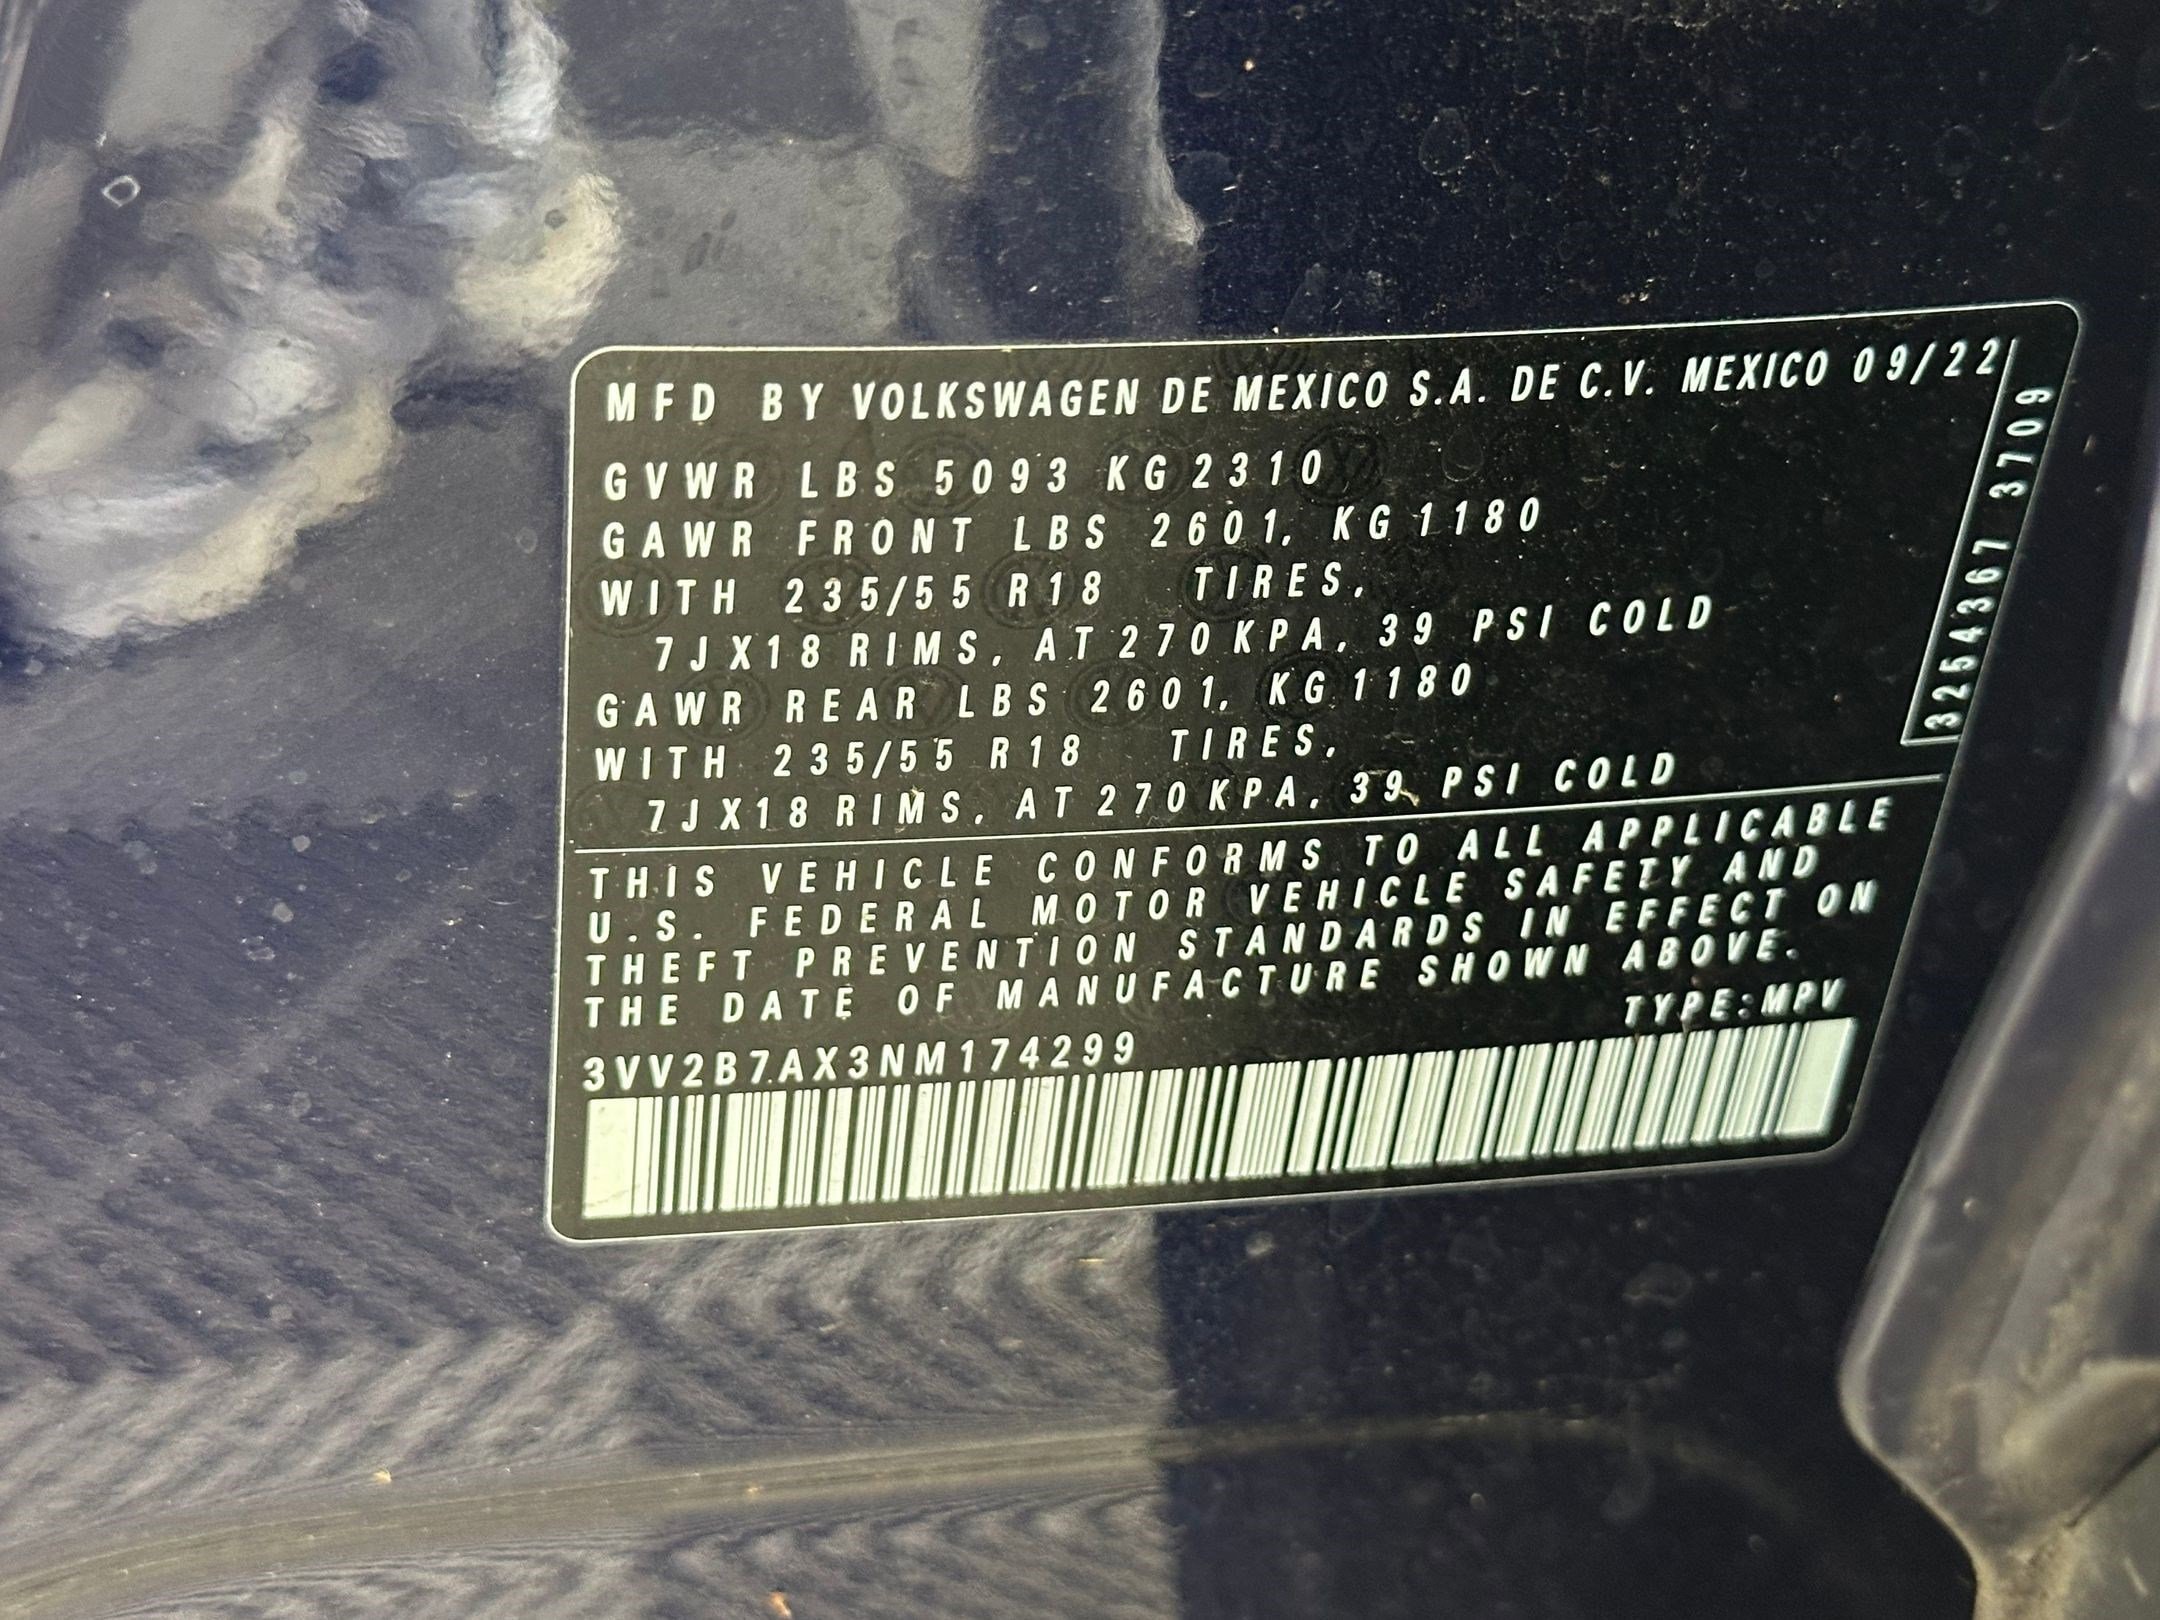 MFD BY VOLKSWAGEN DE MEXICO S.A. DE C.V. MEXICO 09/22
GVWR LBS 5093 KG 2310
GAWR FRONT LBS 2601, KG 1180
WITH 235/55 R18 TIRES,
7JX18 RIMS, AT 270 KPA, 39 PSI COLD
GAWR REAR LBS 2601, KG 1180
WITH 235/55 R18 TIRES,
7JX18 RIMS, AT 270 KPA, 39 PSI COLD
3254367 3709
THIS VEHICLE CONFORMS TO ALL APPLICABLE
U.S. FEDERAL MOTOR VEHICLE SAFETY AND
THEFT PREVENTION STANDARDS IN EFFECT ON
THE DATE OF MANUFACTURE SHOWN ABOVE.
TYPE:MPV
3VV2B7AX3NM174299